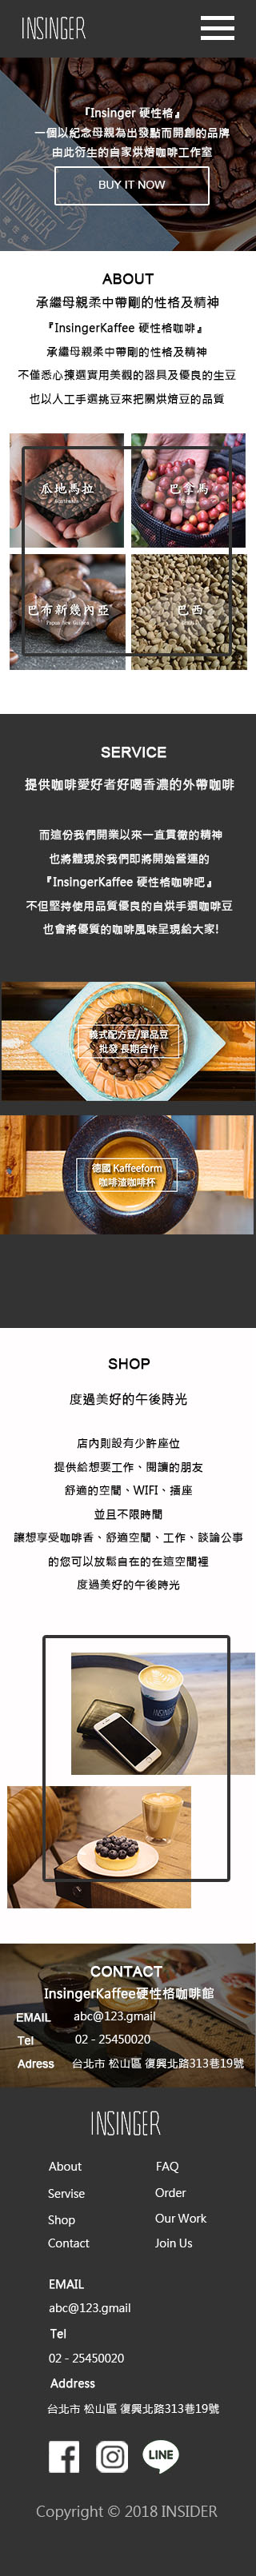 INSINGER
『Insinger 硬性格』
一個以紀念母親為出發點而開創的品牌
由此衍生的自家烘焙咖啡工作室
BUY IT NOW
ABOUT
承繼母親柔中帶剛的性格及精神
『InsingerKaffee 硬性格咖啡』
承繼母親柔中帶剛的性格及精神
不僅悉心揀選實用美觀的器具及優良的生豆
也以人工手選挑豆來把關烘焙豆的品質
瓜地馬拉
巴拿馬
巴布新幾內亞
Papua New Guinea
巴西
SERVICE
提供咖啡愛好者好喝香濃的外帶咖啡
而這份我們開業以來一直貫徹的精神
也將體現於我們即將開始營運的
『InsingerKaffee 硬性格咖啡吧』
不但堅持使用品質優良的自烘手選咖啡豆
也會將優質的咖啡風味呈現給大家!
義式配方豆/單品豆
批發 長期合作
德國 Kaffeeform
咖啡渣咖啡杯
SHOP
度過美好的午後時光
店內則設有少許座位
提供給想要工作、閱讀的朋友
舒適的空間、WIFI、插座
並且不限時間
讓想享受咖啡香、舒適空間、工作、談論公事
的您可以放鬆自在的在這空間裡
度過美好的午後時光
INSINGER
CONTACT
InsingerKaffee硬性格咖啡館
EMAIL abc@123.gmail
Tel 02 - 25450020
Adress 台北市 松山區 復興北路313巷19號
INSINGER
About FAQ
Servise Order
Shop Our Work
Contact Join Us
EMAIL
abc@123.gmail
Tel
02 - 25450020
Address
台北市 松山區 復興北路313巷19號
LINE
Copyright © 2018 INSIDER